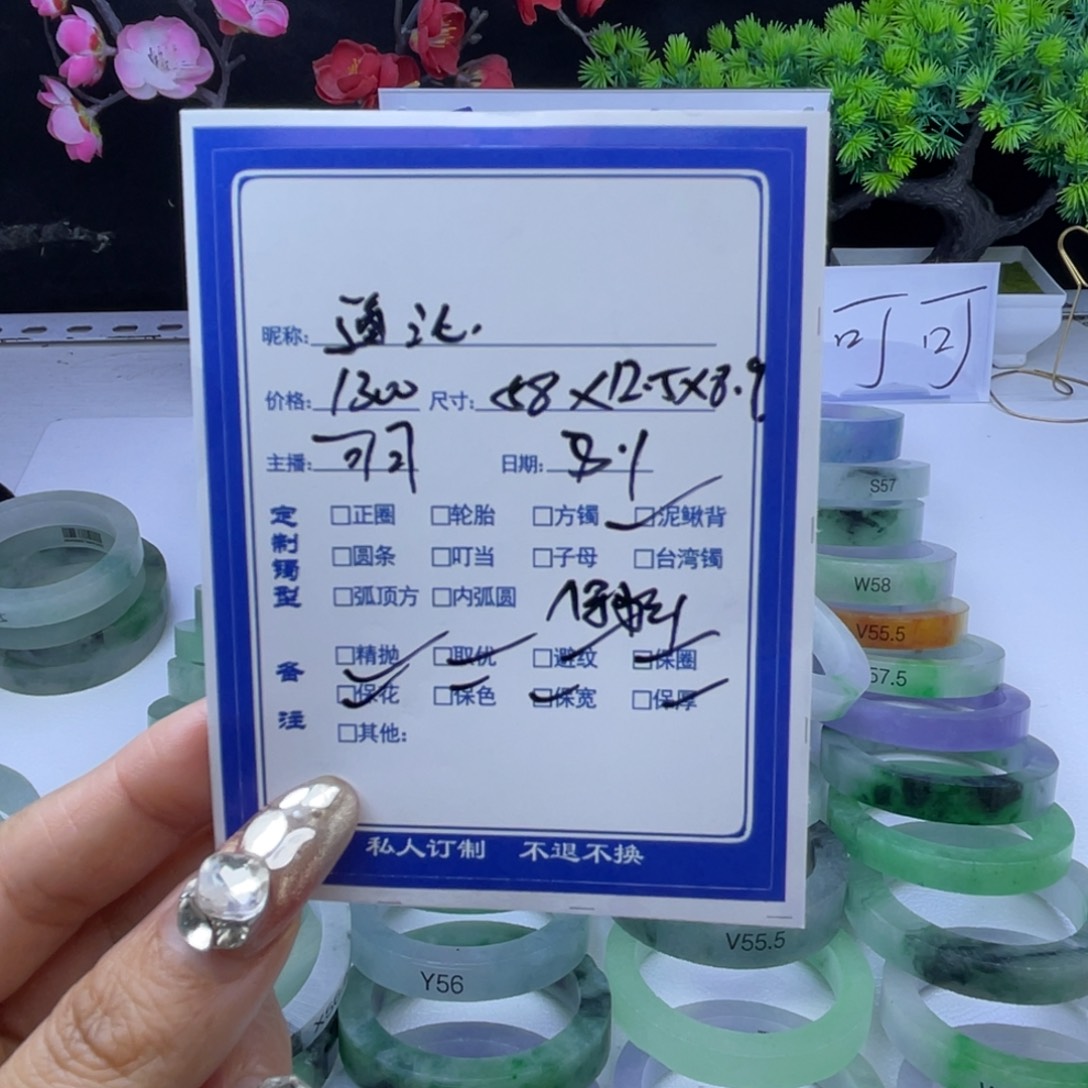 昵称:
价格: 1300 尺寸: 58×12.5×8.9
主播: 可可 日期: 8.1
定制镯型
□正圈 □轮胎 □方镯 □泥鳅背
□圆条 □叮当 □子母 □台湾镯
□弧顶方 □内弧圆
备注
□精抛 □取优 □避纹 □保圈
□保花 □保色 □保宽 □保厚
□其他:
私人订制 不退不换
可可
S57
W58
V55.5
57.5
V55.5
Y56